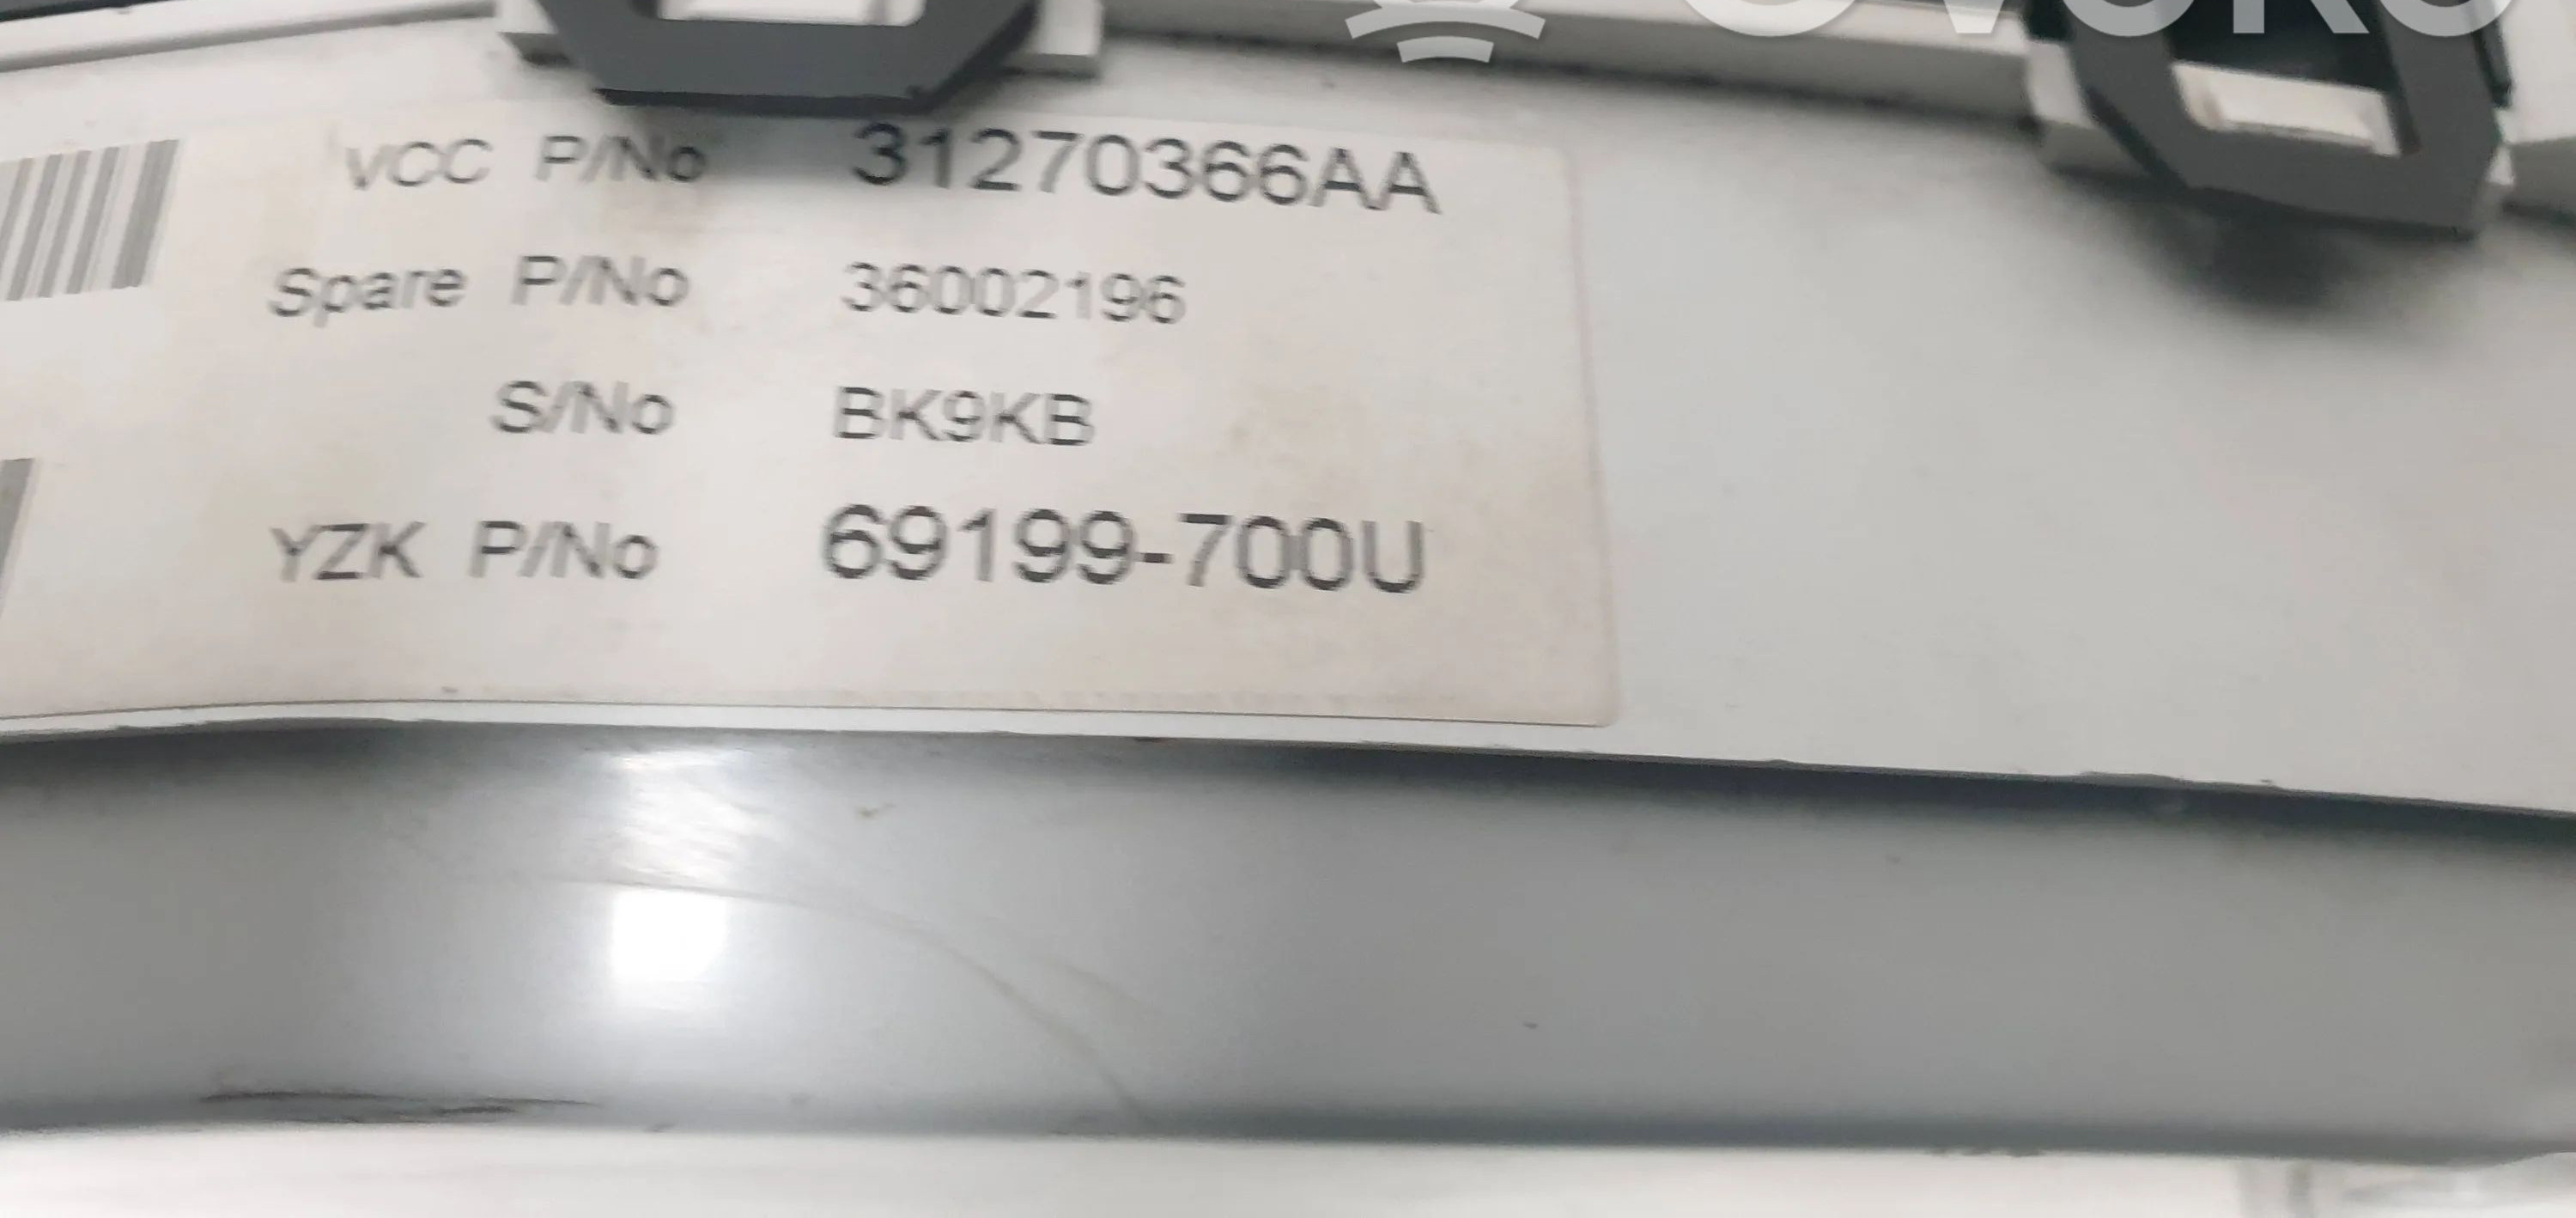 VCC P/No 31270366AA
Spare P/No 36002196
S/No BK9KB
YZK P/No 69199-700U